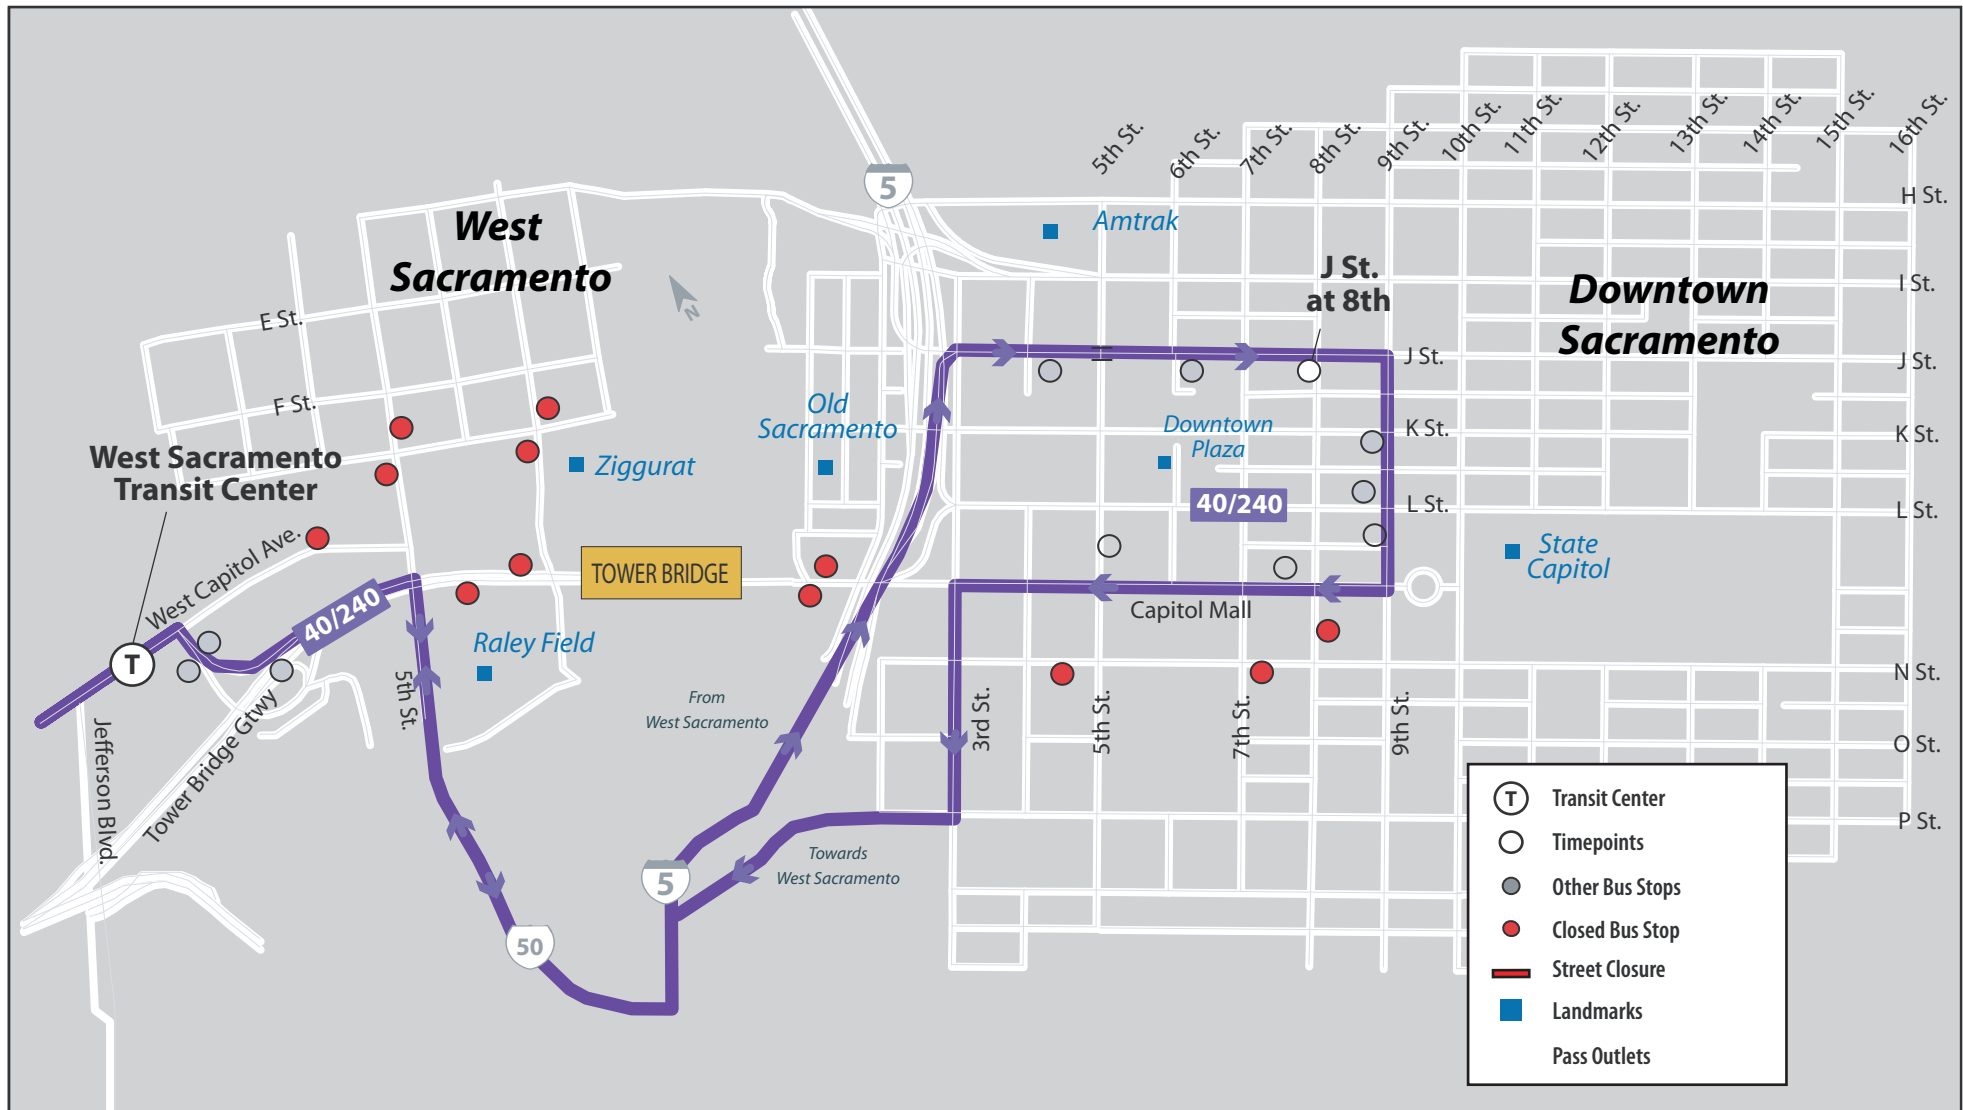 5th St.
6th St.
7th St.
8th St.
9th St.
10th St.
11th St.
12th St.
13th St.
14th St.
15th St.
16th St.
5
H St.
West
Sacramento
Amtrak
J St.
at 8th
I St.
Downtown
Sacramento
N
E St.
J St.
J St.
F St.
Old
Sacramento
Downtown
Plaza
K St.
K St.
West Sacramento
Transit Center
Ziggurat
40/240
L St.
L St.
West Capitol Ave.
TOWER BRIDGE
State
Capitol
40/240
Capitol Mall
T
Raley Field
5th St.
From
West Sacramento
3rd St.
5th St.
7th St.
9th St.
N St.
Jefferson Blvd.
Tower Bridge Gtwy
O St.
P St.
5
Towards
West Sacramento
50
T
Transit Center
Timepoints
Other Bus Stops
Closed Bus Stop
Street Closure
Landmarks
Pass Outlets